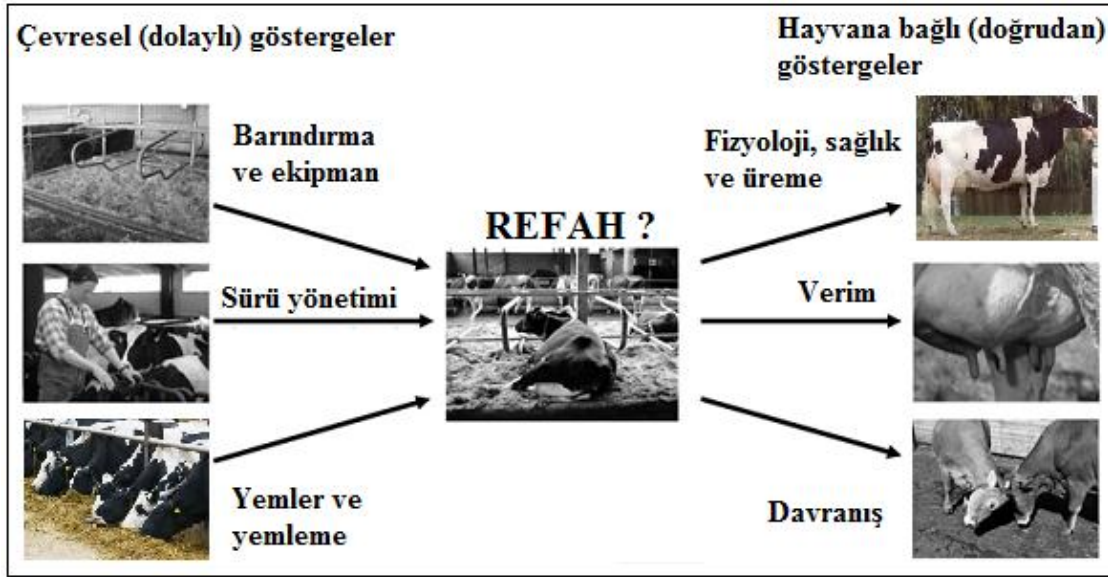 Çevresel (dolaylı) göstergeler
Hayvana bağlı (doğrudan)
göstergeler
Barındırma
ve ekipman
Fizyoloji, sağlık
ve üreme
REFAH ?
Sürü yönetimi
Verim
Yemler ve
yemleme
Davranış